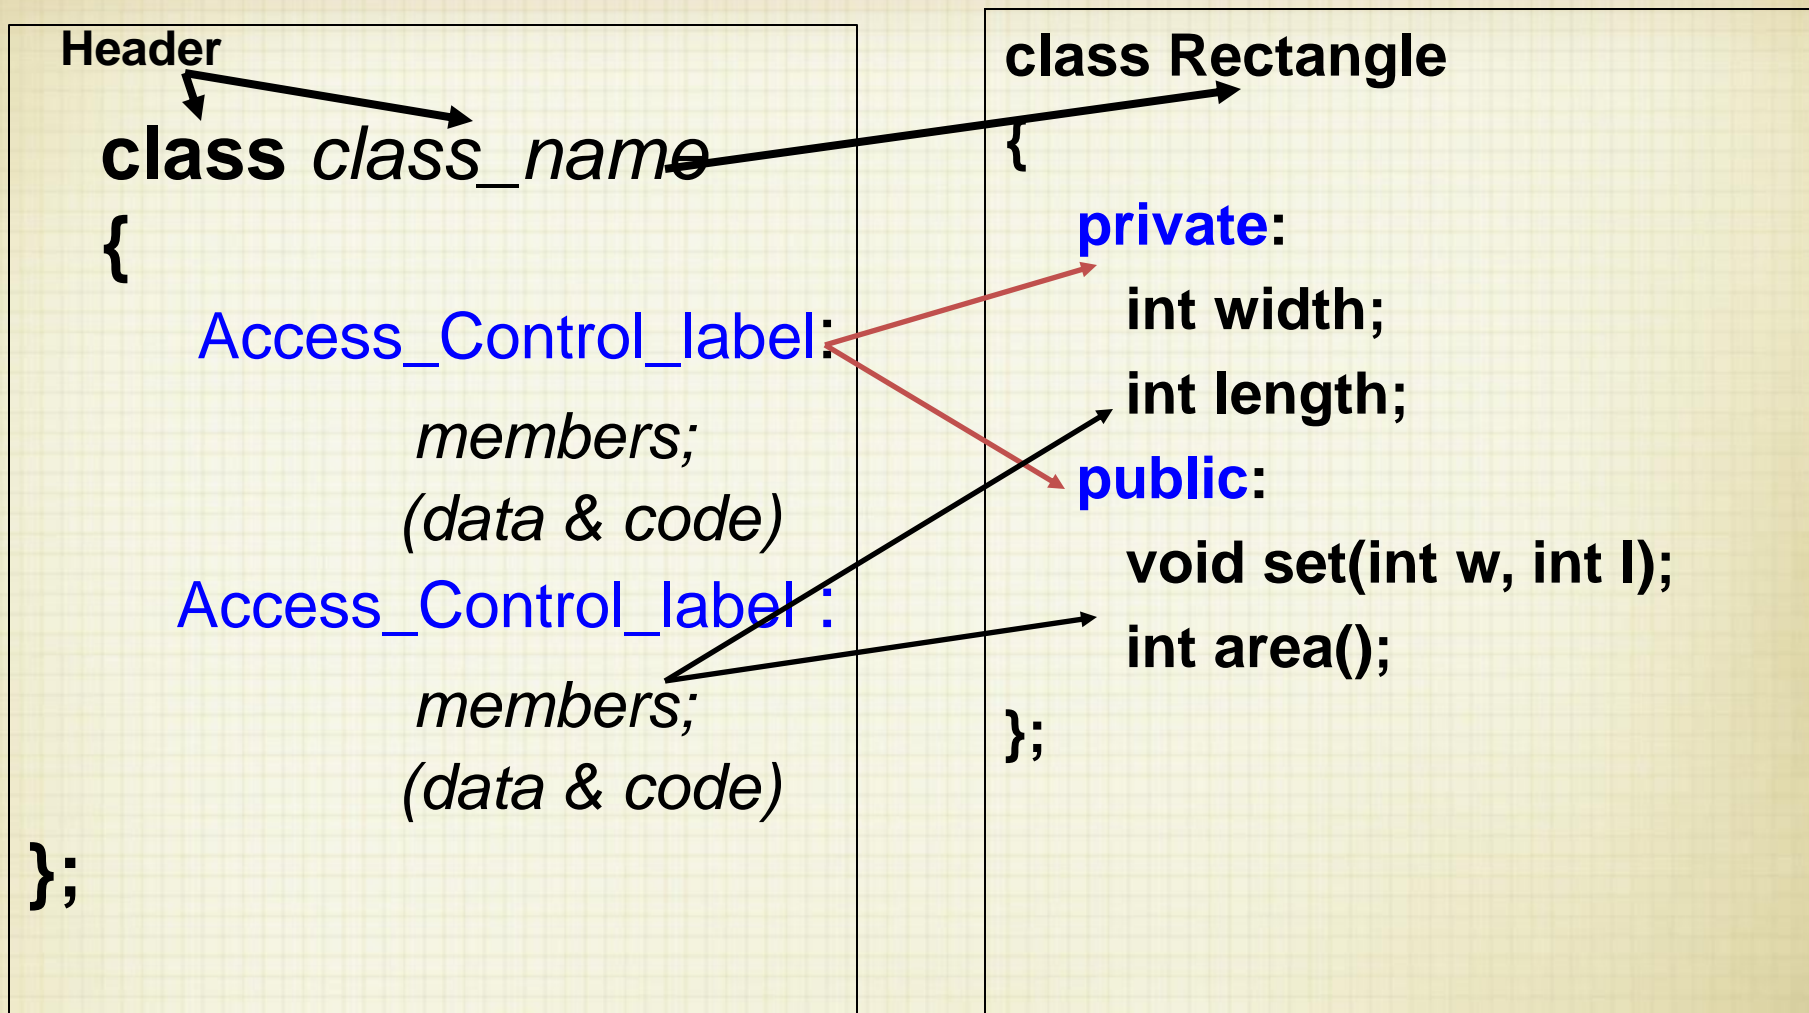 Header
class class_name
{
Access_Control_label:
members;
(data & code)
Access_Control_label :
members;
(data & code)
};
class Rectangle
{
private:
int width;
int length;
public:
void set(int w, int l);
int area();
};